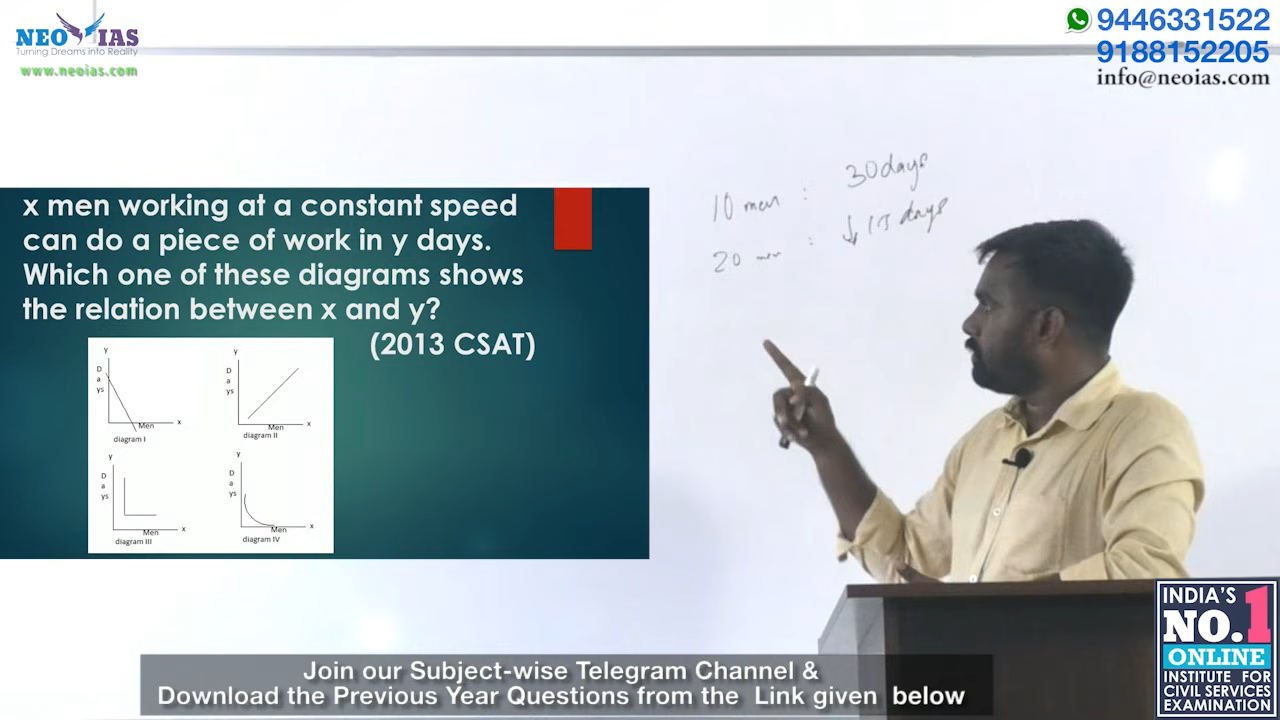 NEO IAS
Turning Dreams into Reality
www.neoias.com
9446331522
9188152205
info@neoias.com
x men working at a constant speed
can do a piece of work in y days.
Which one of these diagrams shows
the relation between x and y?
(2013 CSAT)
y
D
a
ys
Men
x
diagram I
y
D
a
ys
Men
x
diagram II
y
D
a
ys
Men
x
diagram III
y
D
a
ys
Men
x
diagram IV
10 men : 30 days
20 men : ↓ 15 days
INDIA'S
NO.1
ONLINE
INSTITUTE FOR
CIVIL SERVICES
EXAMINATION
Join our Subject-wise Telegram Channel &
Download the Previous Year Questions from the Link given below